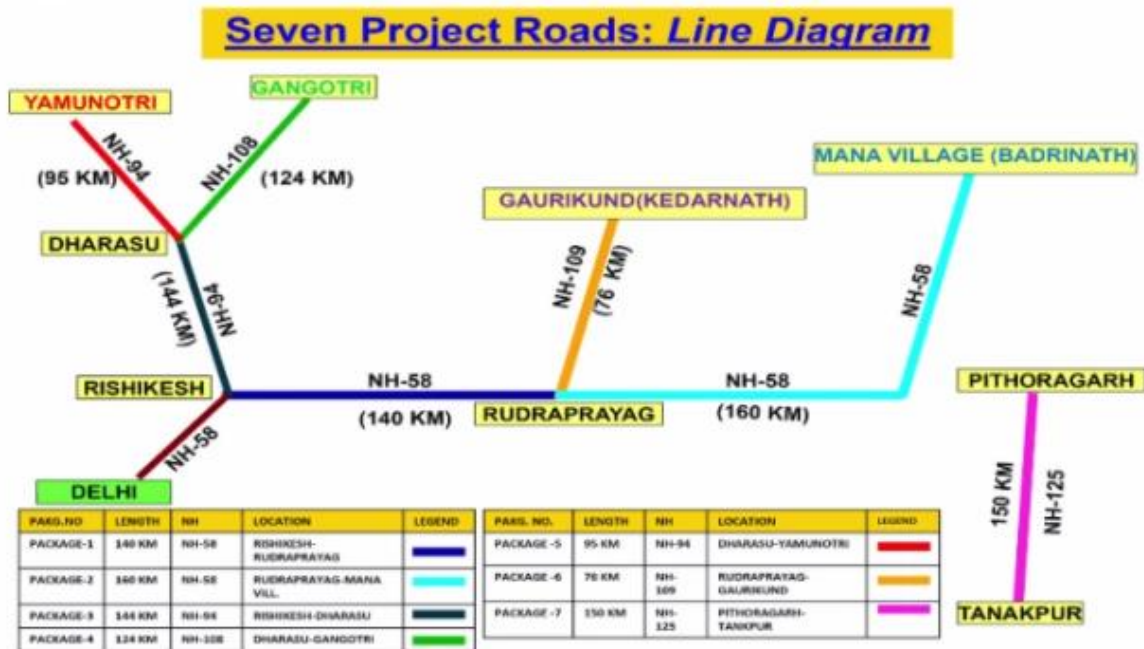 Seven Project Roads: Line Diagram
YAMUNOTRI
GANGOTRI
NH-94
(95 KM)
NH-108
(124 KM)
MANA VILLAGE (BADRINATH)
GAURIKUND(KEDARNATH)
DHARASU
(144 KM)
NH-94
NH-109
(76 KM)
NH-58
RISHIKESH
NH-58
(140 KM)
RUDRAPRAYAG
NH-58
(160 KM)
PITHORAGARH
NH-58
DELHI
150 KM
NH-125
TANAKPUR
PAKG.NO LENGTH NH LOCATION LEGEND
PACKAGE-1 140 KM NH-58 RISHIKESH-
RUDRAPRAYAG
PACKAGE-2 160 KM NH-58 RUDRAPRAYAG-MANA
VILL.
PACKAGE-3 144 KM NH-94 RISHIKESH-DHARASU
PACKAGE-4 124 KM NH-108 DHARASU-GANGOTRI
PAKG. NO. LENGTH NH LOCATION LEGEND
PACKAGE -5 95 KM NH-94 DHARASU-YAMUNOTRI
PACKAGE -6 76 KM NH-
109 RUDRAPRAYAG-
GAURIKUND
PACKAGE -7 150 KM NH-
125 PITHORAGARH-
TANKPUR